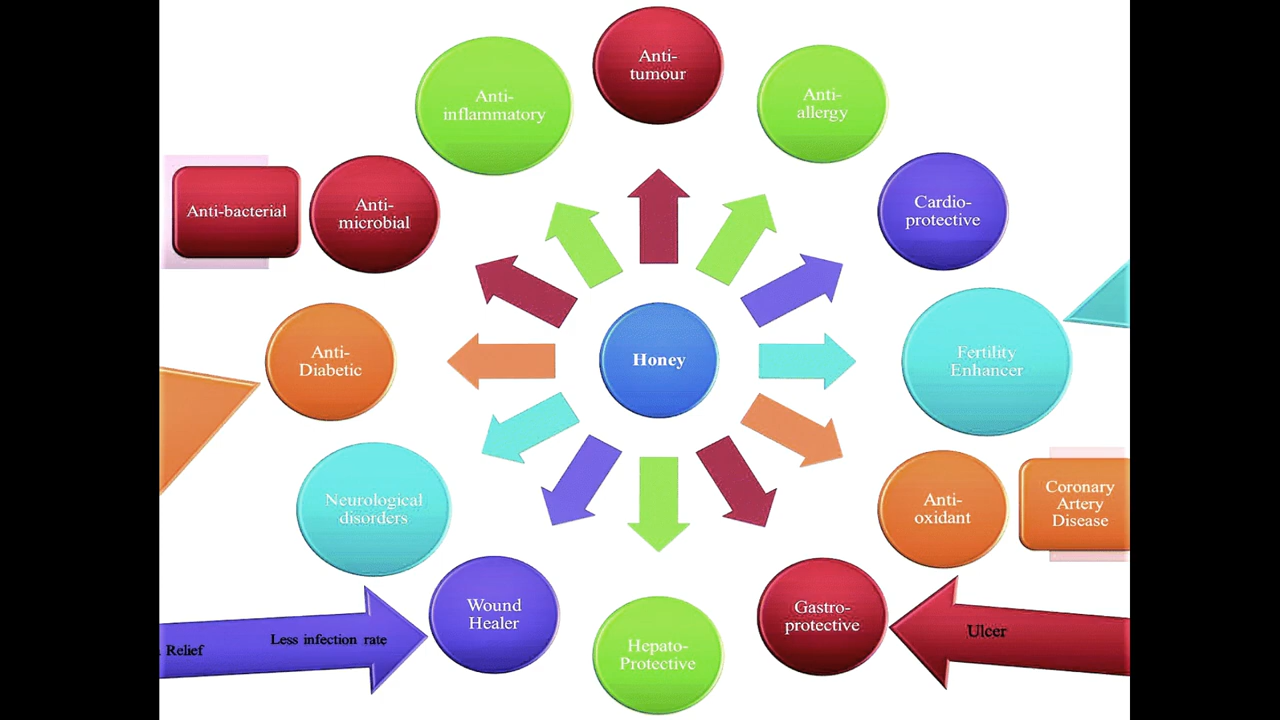 Anti-
tumour
Anti-
inflammatory
Anti-
allergy
Anti-bacterial
Anti-
microbial
Cardio-
protective
Anti-
Diabetic
Honey
Fertility
Enhancer
Neurological
disorders
Anti-
oxidant
Coronary
Artery
Disease
Relief
Less infection rate
Wound
Healer
Hepato-
Protective
Gastro-
protective
Ulcer